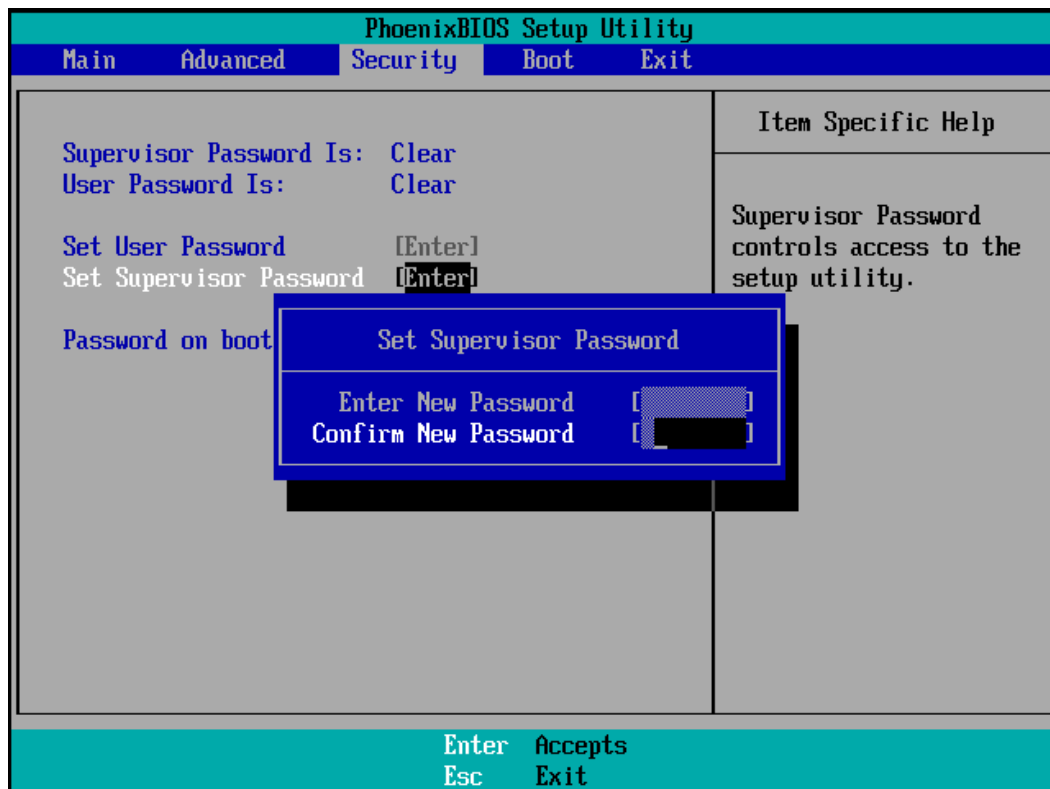 PhoenixBIOS Setup Utility
Main Advanced Security Boot Exit
Item Specific Help
Supervisor Password Is: Clear
User Password Is: Clear
Supervisor Password
controls access to the
setup utility.
Set User Password [Enter]
Set Supervisor Password [Enter]
Password on boot
Set Supervisor Password
Enter New Password [ ]
Confirm New Password [ _ ]
Enter Accepts
Esc Exit